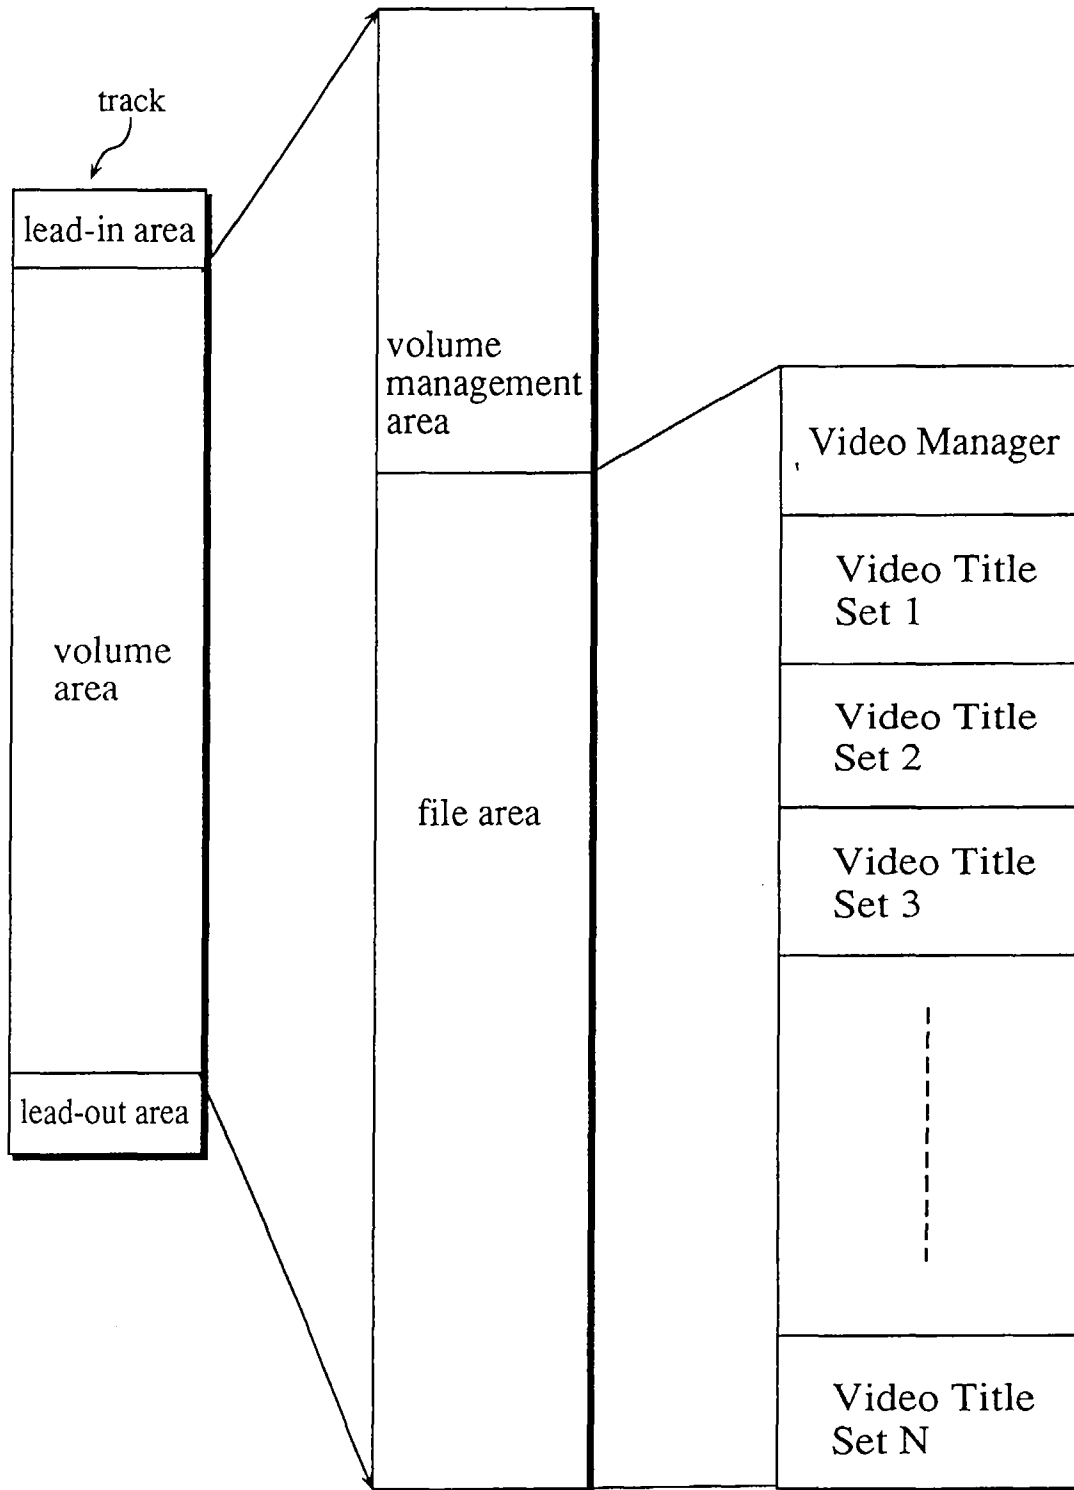 track
lead-in area
volume
area
lead-out area
volume
management
area
file area
Video Manager
Video Title
Set 1
Video Title
Set 2
Video Title
Set 3
Video Title
Set N